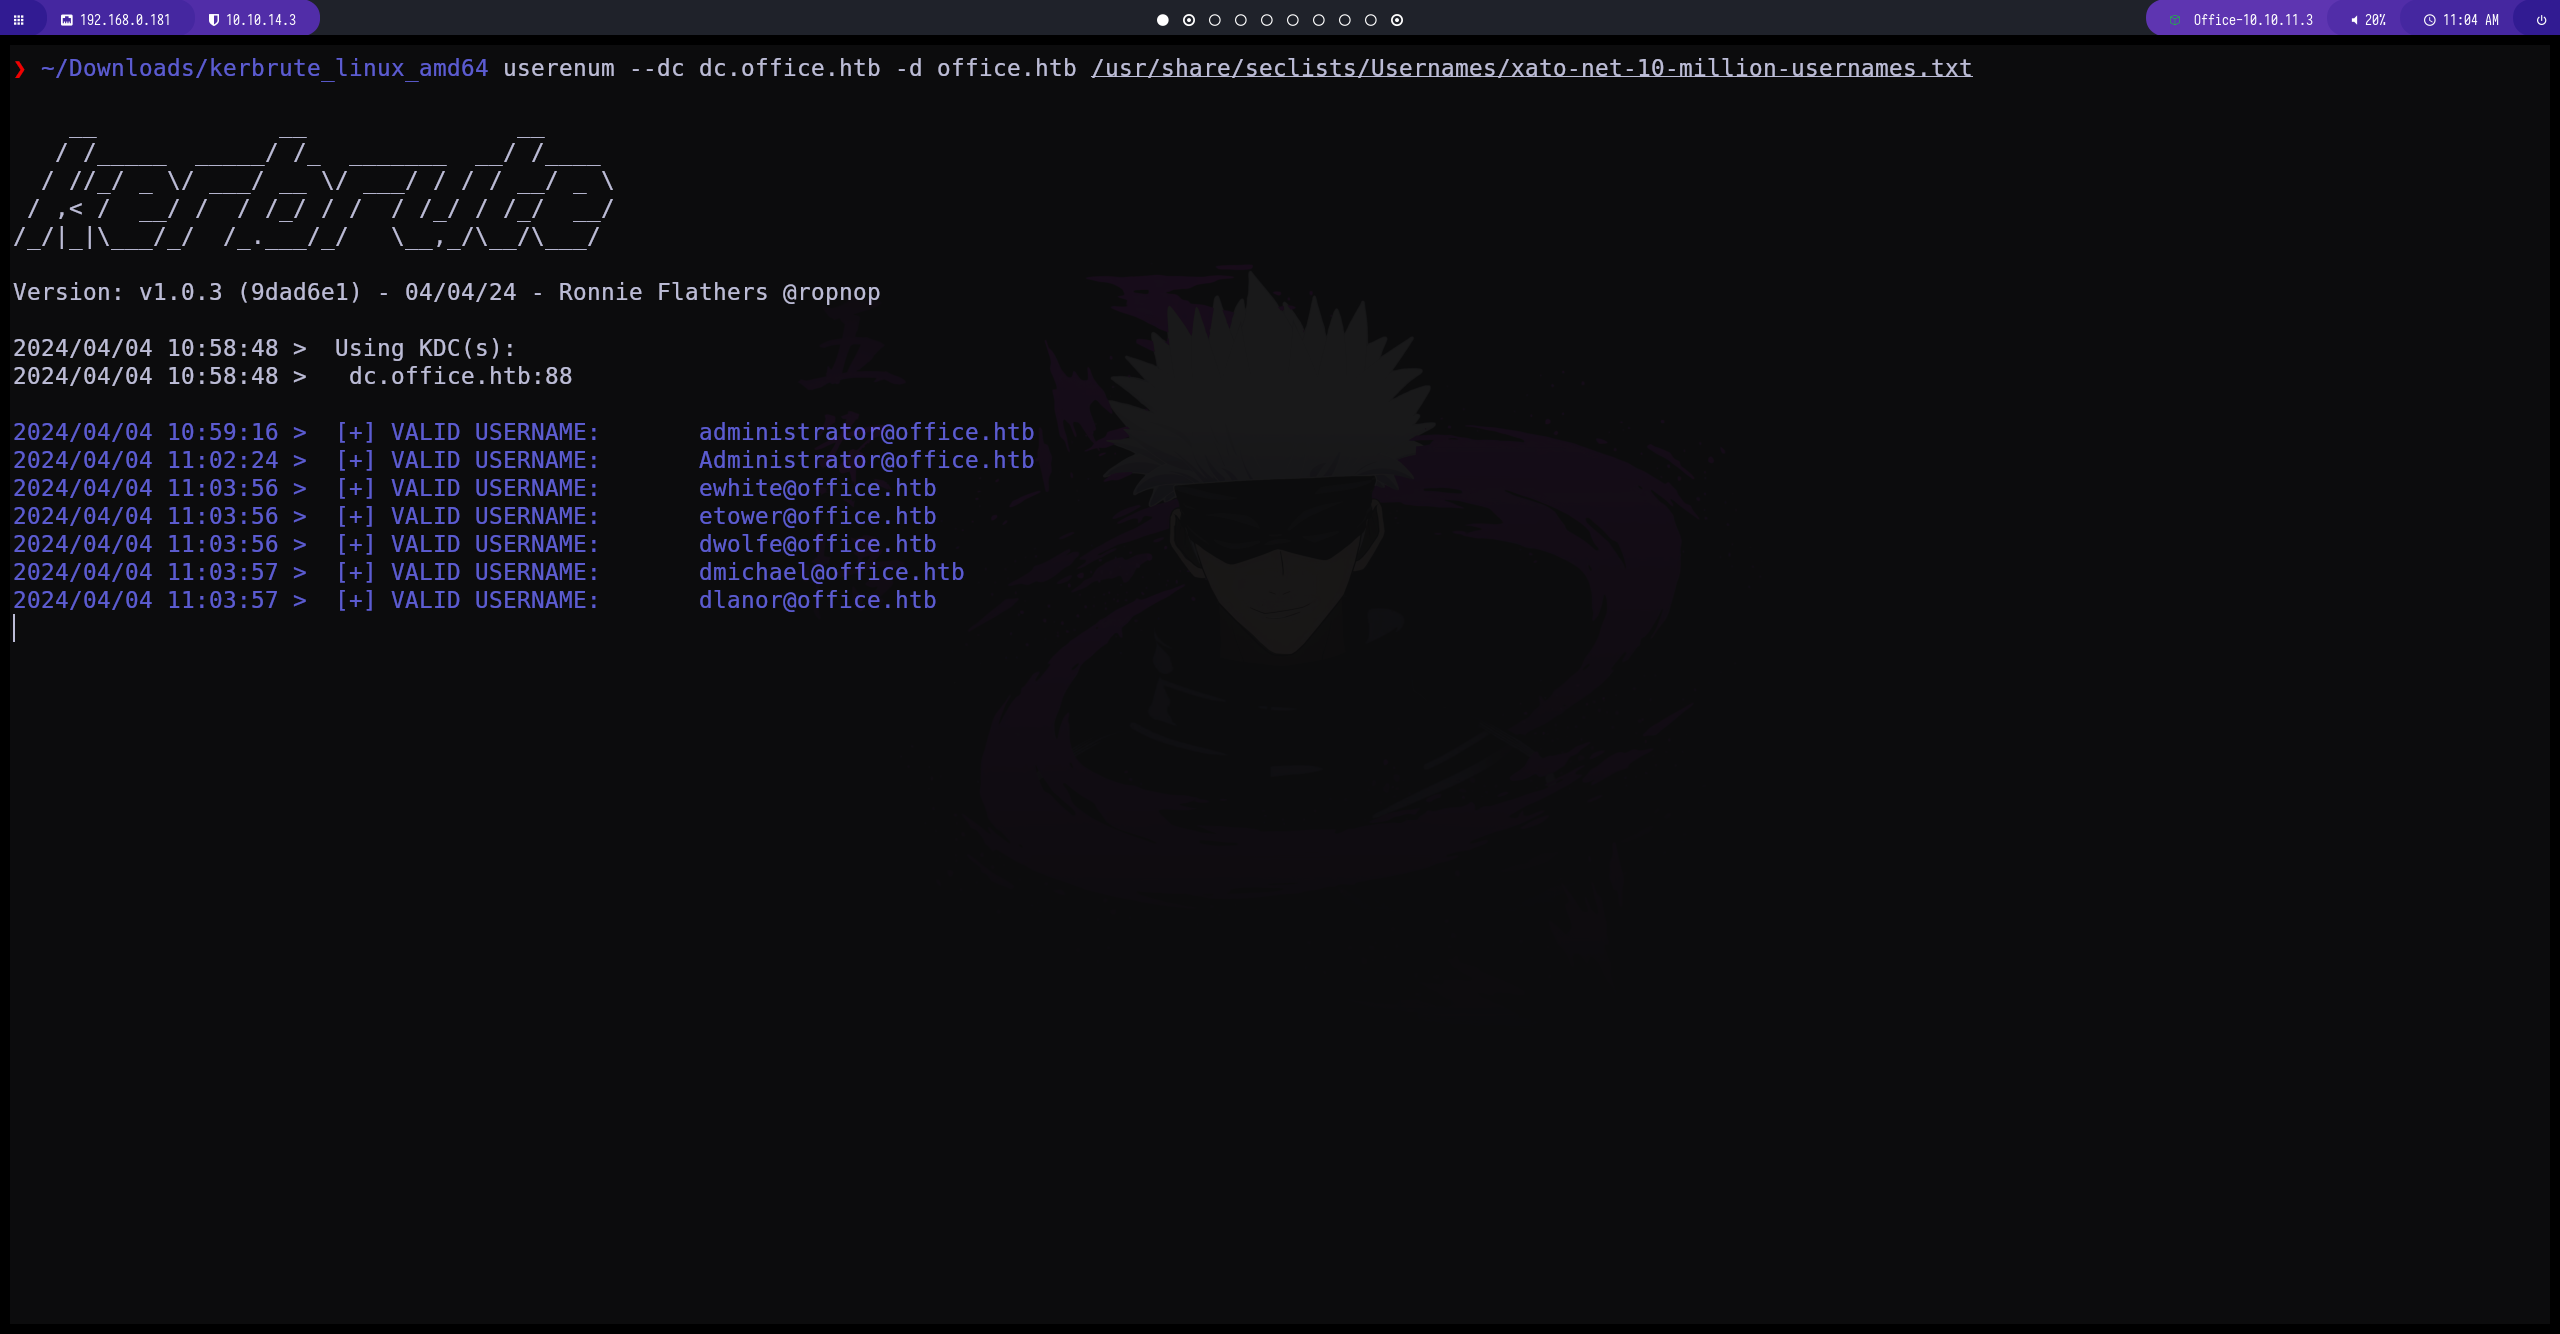 192.168.0.181 10.10.14.3 Office-10.10.11.3 20% 11:04 AM
❯ ~/Downloads/kerbrute_linux_amd64 userenum --dc dc.office.htb -d office.htb /usr/share/seclists/Usernames/xato-net-10-million-usernames.txt
    __             __               __
   / /_____  _____/ /_  _______  __/ /____
  / //_/ _ \/ ___/ __ \/ ___/ / / / __/ _ \
 / ,< /  __/ /  / /_/ / /  / /_/ / /_/  __/
/_/|_|\___/_/  /_.___/_/   \__,_/\__/\___/
Version: v1.0.3 (9dad6e1) - 04/04/24 - Ronnie Flathers @ropnop
2024/04/04 10:58:48 >  Using KDC(s):
2024/04/04 10:58:48 >   dc.office.htb:88
2024/04/04 10:59:16 >  [+] VALID USERNAME:       administrator@office.htb
2024/04/04 11:02:24 >  [+] VALID USERNAME:       Administrator@office.htb
2024/04/04 11:03:56 >  [+] VALID USERNAME:       ewhite@office.htb
2024/04/04 11:03:56 >  [+] VALID USERNAME:       etower@office.htb
2024/04/04 11:03:56 >  [+] VALID USERNAME:       dwolfe@office.htb
2024/04/04 11:03:57 >  [+] VALID USERNAME:       dmichael@office.htb
2024/04/04 11:03:57 >  [+] VALID USERNAME:       dlanor@office.htb